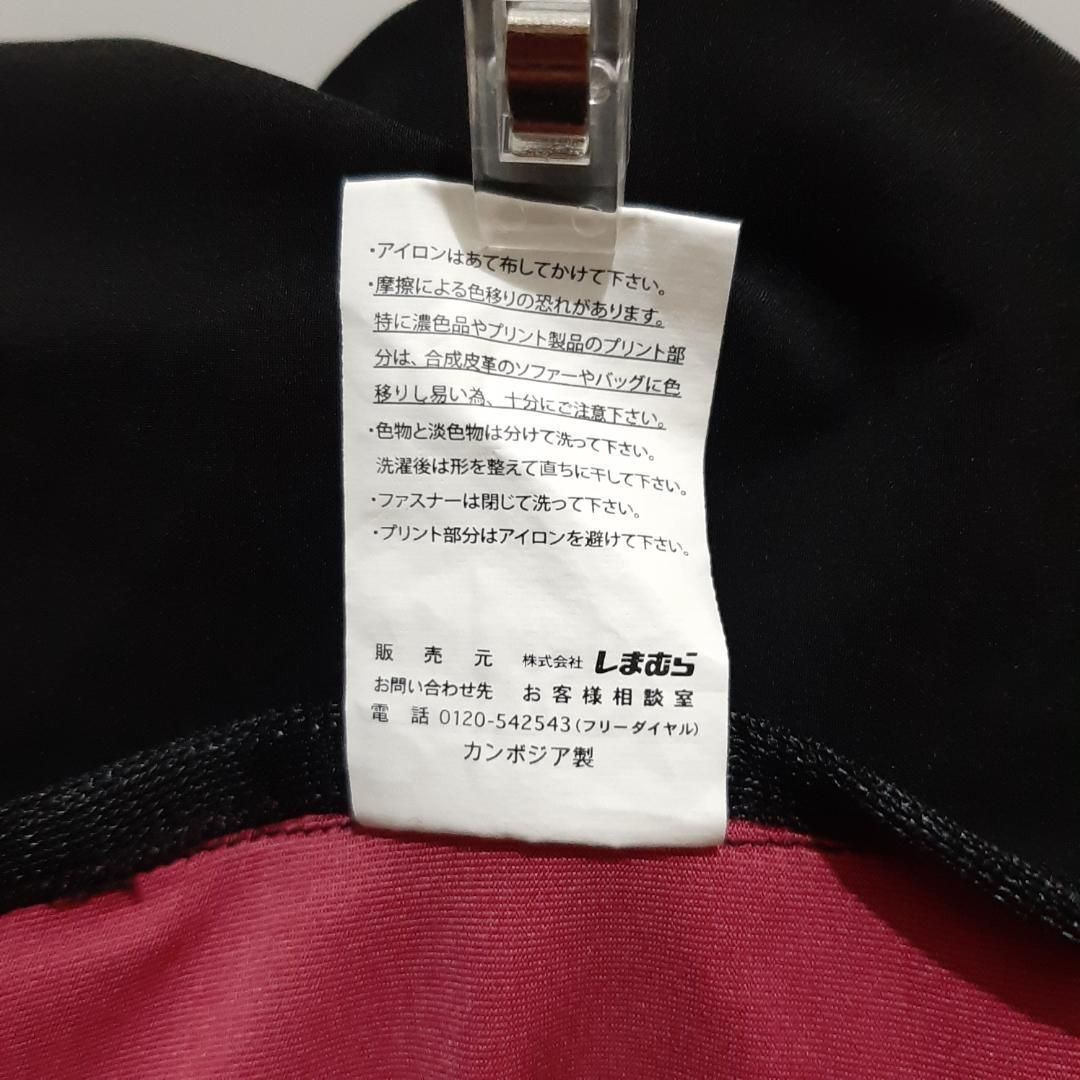 ・アイロンはあて布してかけて下さい。
・摩擦による色移りの恐れがあります。
特に濃色品やプリント製品のプリント部
分は、合成皮革のソファーやバッグに色
移りし易い為、十分にご注意下さい。
・色物と淡色物は分けて洗って下さい。
洗濯後は形を整えて直ちに干して下さい。
・ファスナーは閉じて洗って下さい。
・プリント部分はアイロンを避けて下さい。
販売元 株式会社 しまむら
お問い合わせ先 お客様相談室
電話 0120-542543(フリーダイヤル)
カンボジア製